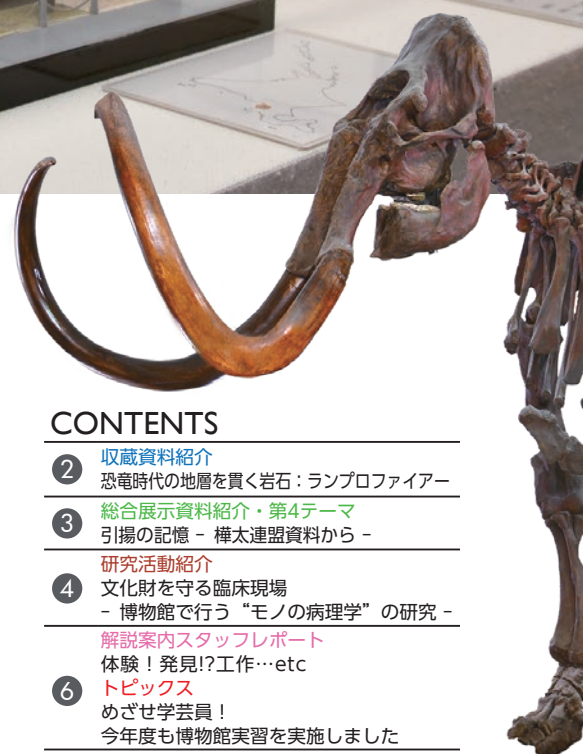 CONTENTS
2
収蔵資料紹介
恐竜時代の地層を貫く岩石：ランプロファイアー
3
総合展示資料紹介・第4テーマ
引揚の記憶 − 樺太連盟資料から −
4
研究活動紹介
文化財を守る臨床現場
− 博物館で行う“モノの病理学”の研究 −
6
解説案内スタッフレポート
体験！発見!?工作…etc
トピックス
めざせ学芸員！
今年度も博物館実習を実施しました